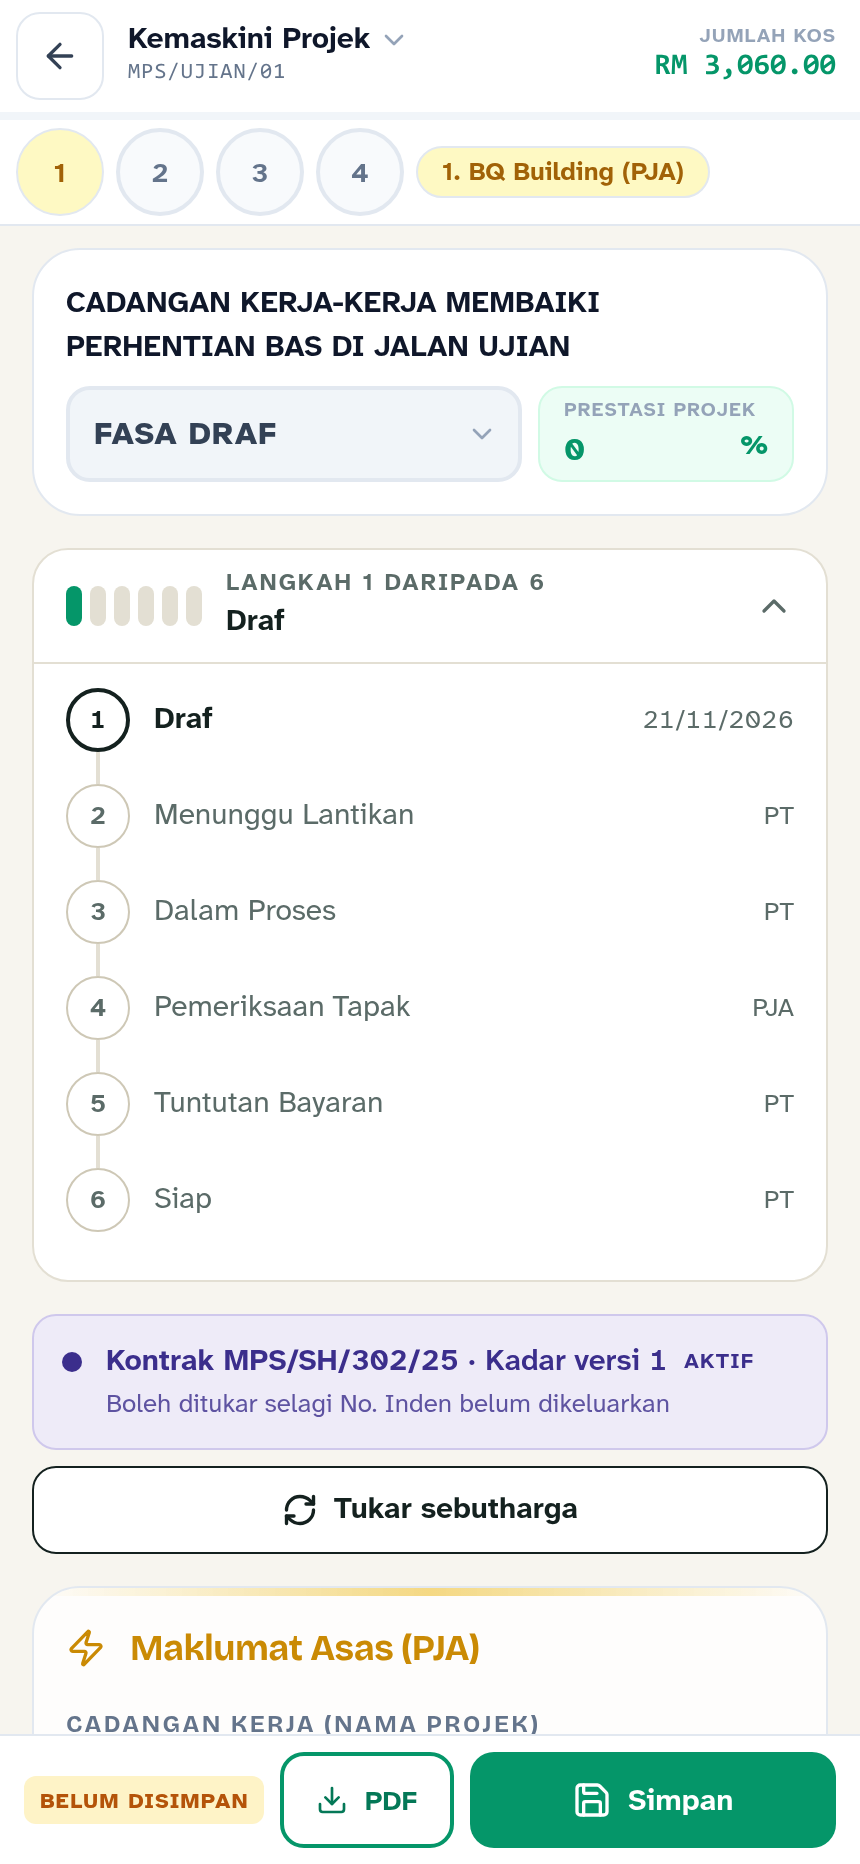 Kemaskini Projek
MPS/UJIAN/01
JUMLAH KOS
RM 3,060.00
1
2
3
4
1. BQ Building (PJA)
CADANGAN KERJA-KERJA MEMBAIKI
PERHENTIAN BAS DI JALAN UJIAN
FASA DRAF
PRESTASI PROJEK
0 %
LANGKAH 1 DARIPADA 6
Draf
1 Draf 21/11/2026
2 Menunggu Lantikan PT
3 Dalam Proses PT
4 Pemeriksaan Tapak PJA
5 Tuntutan Bayaran PT
6 Siap PT
Kontrak MPS/SH/302/25 · Kadar versi 1 AKTIF
Boleh ditukar selagi No. Inden belum dikeluarkan
Tukar sebutharga
Maklumat Asas (PJA)
CADANGAN KERJA (NAMA PROJEK)
BELUM DISIMPAN
PDF
Simpan